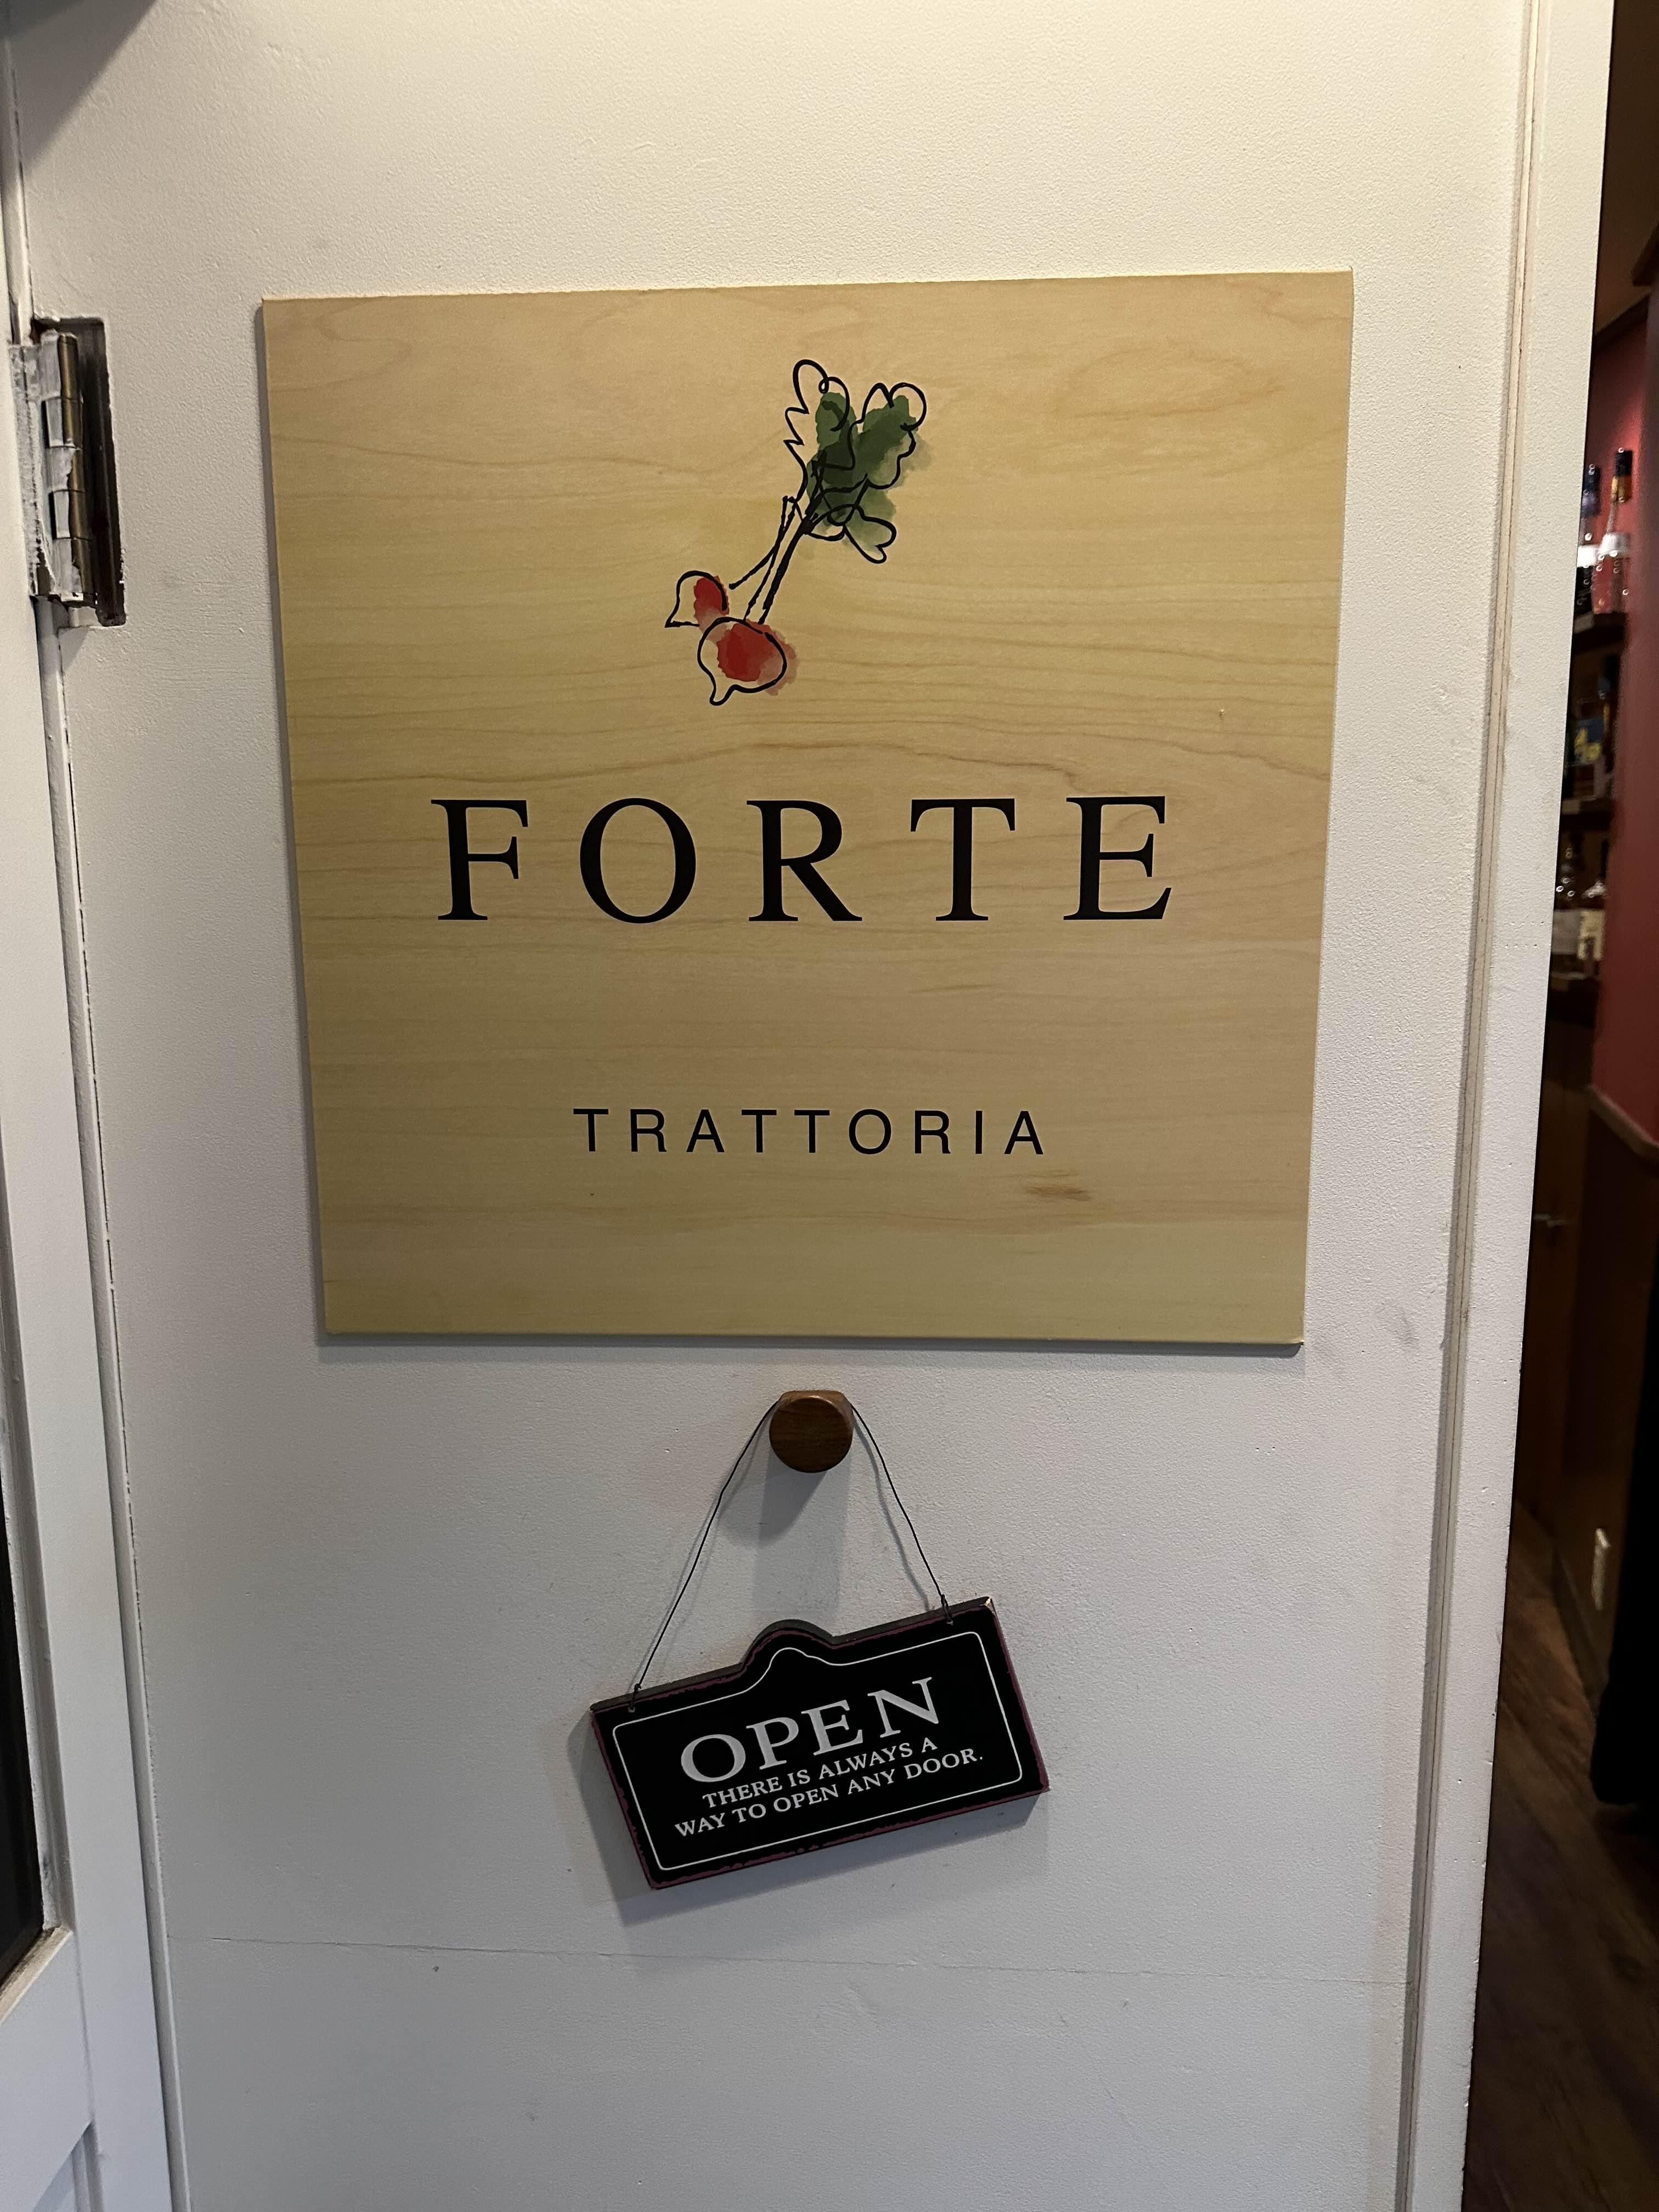 FORTE
TRATTORIA
OPEN
THERE IS ALWAYS A
WAY TO OPEN ANY DOOR.